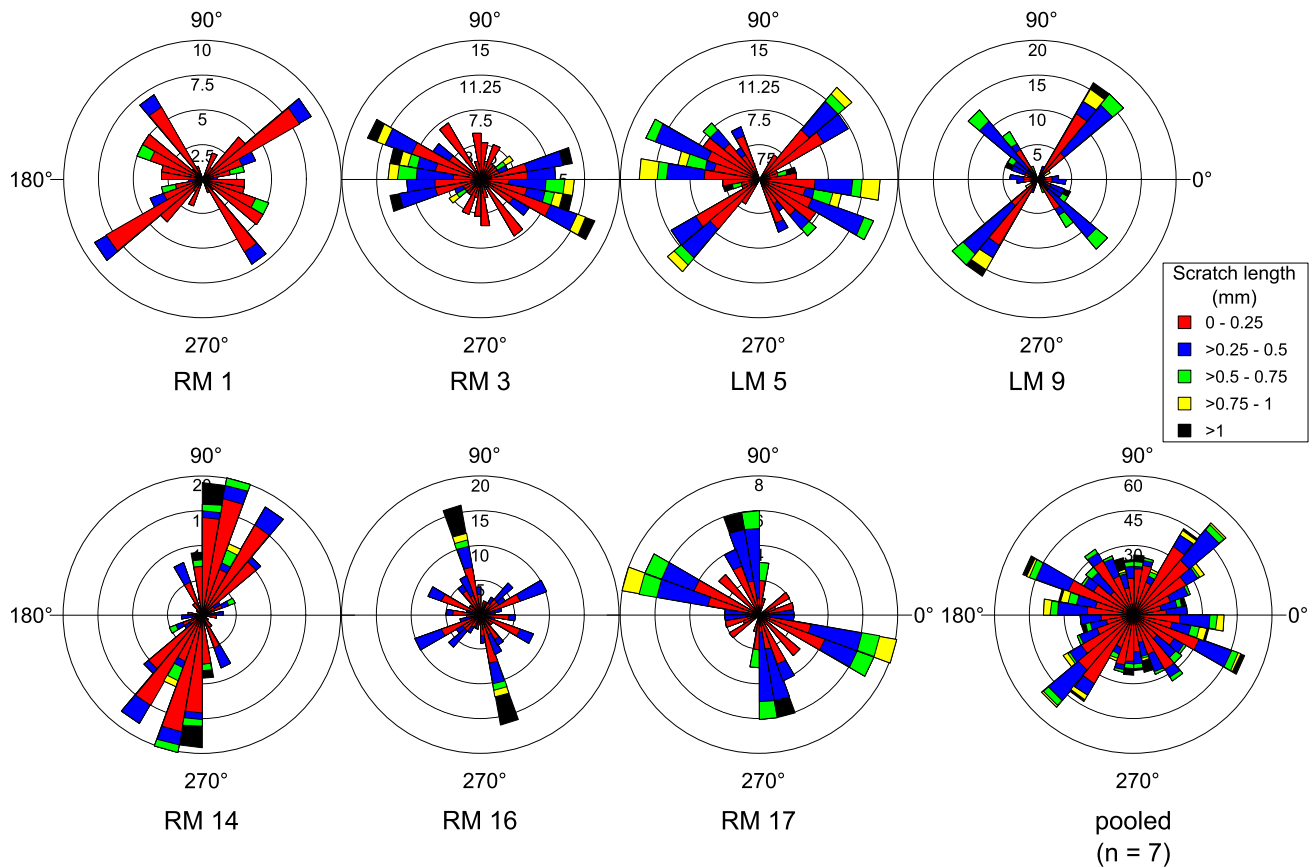 90° 90° 90° 90°
10 15 15 20
7.5 11.25 11.25 15
5 7.5 7.5 10
2.5 75 5
180° 0°
Scratch length
(mm)
0 - 0.25
>0.25 - 0.5
>0.5 - 0.75
>0.75 - 1
>1
270° 270° 270° 270°
RM 1 RM 3 LM 5 LM 9
90° 90° 90° 90°
20 8 60
15 45
10 30
180° 0° 180° 0°
270° 270° 270° 270°
RM 14 RM 16 RM 17 pooled
(n = 7)